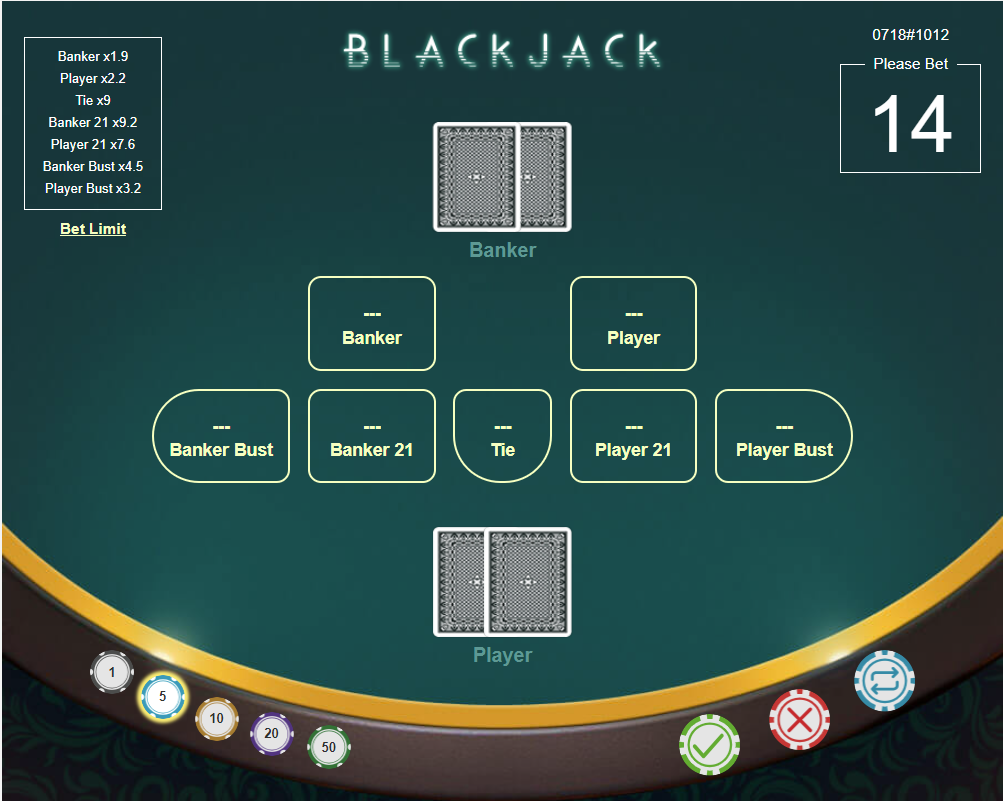 BLACKJACK
0718#1012
Please Bet
14
Banker x1.9
Player x2.2
Tie x9
Banker 21 x9.2
Player 21 x7.6
Banker Bust x4.5
Player Bust x3.2
Bet Limit
Banker
---
Banker
---
Player
---
Banker Bust
---
Banker 21
---
Tie
---
Player 21
---
Player Bust
Player
1
5
10
20
50